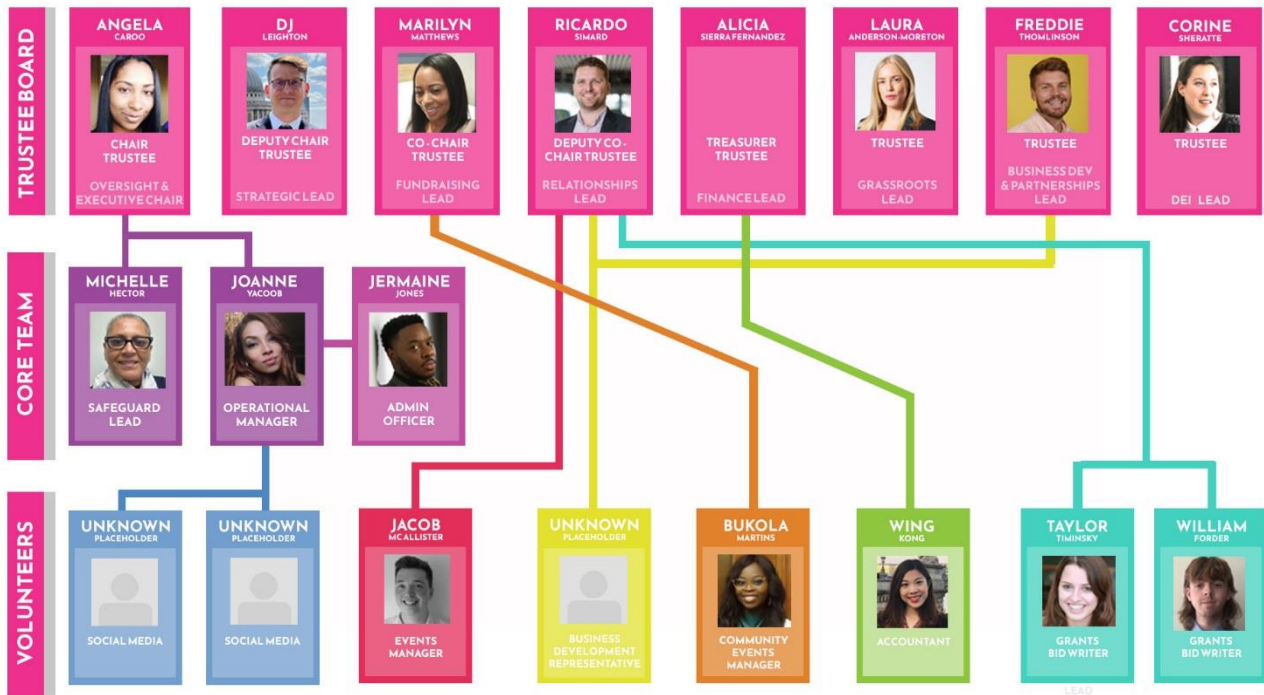 TRUSTEE BOARD
ANGELA
CAROO
CHAIR
TRUSTEE
OVERSIGHT &
EXECUTIVE CHAIR
DJ
LEIGHTON
DEPUTY CHAIR
TRUSTEE
STRATEGIC LEAD
MARILYN
MATTHEWS
CO-CHAIR
TRUSTEE
FUNDRAISING
LEAD
RICARDO
SIMARD
DEPUTY CO-
CHAIR TRUSTEE
RELATIONSHIPS
LEAD
ALICIA
SIERRA FERNANDEZ
TREASURER
TRUSTEE
FINANCE LEAD
LAURA
ANDERSON-MORETON
TRUSTEE
GRASSROOTS
LEAD
FREDDIE
THOMLINSON
TRUSTEE
BUSINESS DEV
& PARTNERSHIPS
LEAD
CORINE
SHERATTE
TRUSTEE
DEI LEAD
CORE TEAM
MICHELLE
HECTOR
SAFEGUARD
LEAD
JOANNE
YACOOB
OPERATIONAL
MANAGER
JERMAINE
JONES
ADMIN
OFFICER
VOLUNTEERS
UNKNOWN
PLACEHOLDER
SOCIAL MEDIA
UNKNOWN
PLACEHOLDER
SOCIAL MEDIA
JACOB
MCALLISTER
EVENTS
MANAGER
UNKNOWN
PLACEHOLDER
BUSINESS
DEVELOPMENT
REPRESENTATIVE
BUKOLA
MARTINS
COMMUNITY
EVENTS
MANAGER
WING
KONG
ACCOUNTANT
TAYLOR
TIMINSKY
GRANTS
BID WRITER
LEAD
WILLIAM
FORDER
GRANTS
BID WRITER